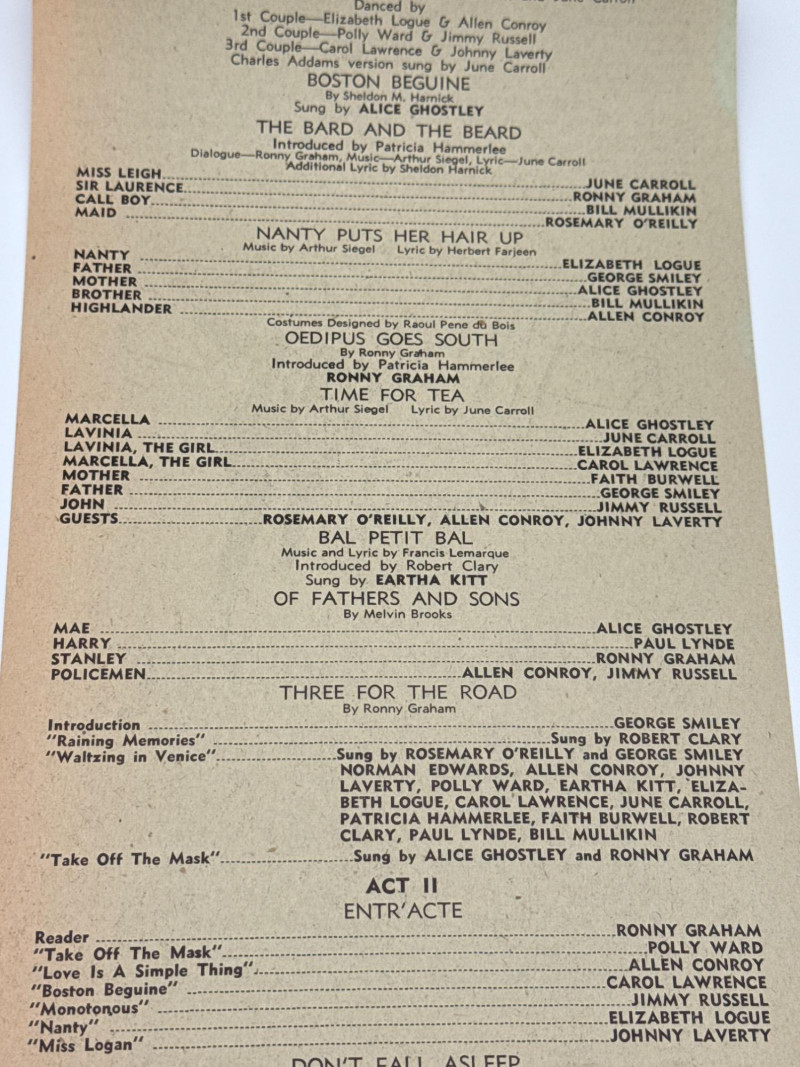 Danced by
1st Couple—Elizabeth Logue & Allen Conroy
2nd Couple—Polly Ward & Jimmy Russell
3rd Couple—Carol Lawrence & Johnny Laverty
Charles Addams version sung by June Carroll
BOSTON BEGUINE
By Sheldon M. Harnick
Sung by ALICE GHOSTLEY
THE BARD AND THE BEARD
Introduced by Patricia Hammerlee
Dialogue—Ronny Graham, Music—Arthur Siegel, Lyric—June Carroll
Additional Lyric by Sheldon Harnick
MISS LEIGH JUNE CARROLL
SIR LAURENCE RONNY GRAHAM
CALL BOY BILL MULLIKIN
MAID ROSEMARY O'REILLY
NANTY PUTS HER HAIR UP
Music by Arthur Siegel Lyric by Herbert Farjeen
NANTY ELIZABETH LOGUE
FATHER GEORGE SMILEY
MOTHER ALICE GHOSTLEY
BROTHER BILL MULLIKIN
HIGHLANDER ALLEN CONROY
Costumes Designed by Raoul Pene du Bois
OEDIPUS GOES SOUTH
By Ronny Graham
Introduced by Patricia Hammerlee
RONNY GRAHAM
TIME FOR TEA
Music by Arthur Siegel Lyric by June Carroll
MARCELLA ALICE GHOSTLEY
LAVINIA JUNE CARROLL
LAVINIA, THE GIRL ELIZABETH LOGUE
MARCELLA, THE GIRL CAROL LAWRENCE
MOTHER FAITH BURWELL
FATHER GEORGE SMILEY
JOHN JIMMY RUSSELL
GUESTS ROSEMARY O'REILLY, ALLEN CONROY, JOHNNY LAVERTY
BAL PETIT BAL
Music and Lyric by Francis Lemarque
Introduced by Robert Clary
Sung by EARTHA KITT
OF FATHERS AND SONS
By Melvin Brooks
MAE ALICE GHOSTLEY
HARRY PAUL LYNDE
STANLEY RONNY GRAHAM
POLICEMEN ALLEN CONROY, JIMMY RUSSELL
THREE FOR THE ROAD
By Ronny Graham
Introduction GEORGE SMILEY
"Raining Memories" Sung by ROBERT CLARY
"Waltzing in Venice" Sung by ROSEMARY O'REILLY and GEORGE SMILEY
NORMAN EDWARDS, ALLEN CONROY, JOHNNY
LAVERTY, POLLY WARD, EARTHA KITT, ELIZA-
BETH LOGUE, CAROL LAWRENCE, JUNE CARROLL,
PATRICIA HAMMERLEE, FAITH BURWELL, ROBERT
CLARY, PAUL LYNDE, BILL MULLIKIN
"Take Off The Mask" Sung by ALICE GHOSTLEY and RONNY GRAHAM
ACT II
ENTR'ACTE
Reader RONNY GRAHAM
"Take Off The Mask" POLLY WARD
"Love Is A Simple Thing" ALLEN CONROY
"Boston Beguine" CAROL LAWRENCE
"Monotonous" JIMMY RUSSELL
"Nanty" ELIZABETH LOGUE
"Miss Logan" JOHNNY LAVERTY
DON'T FALL ASLEEP